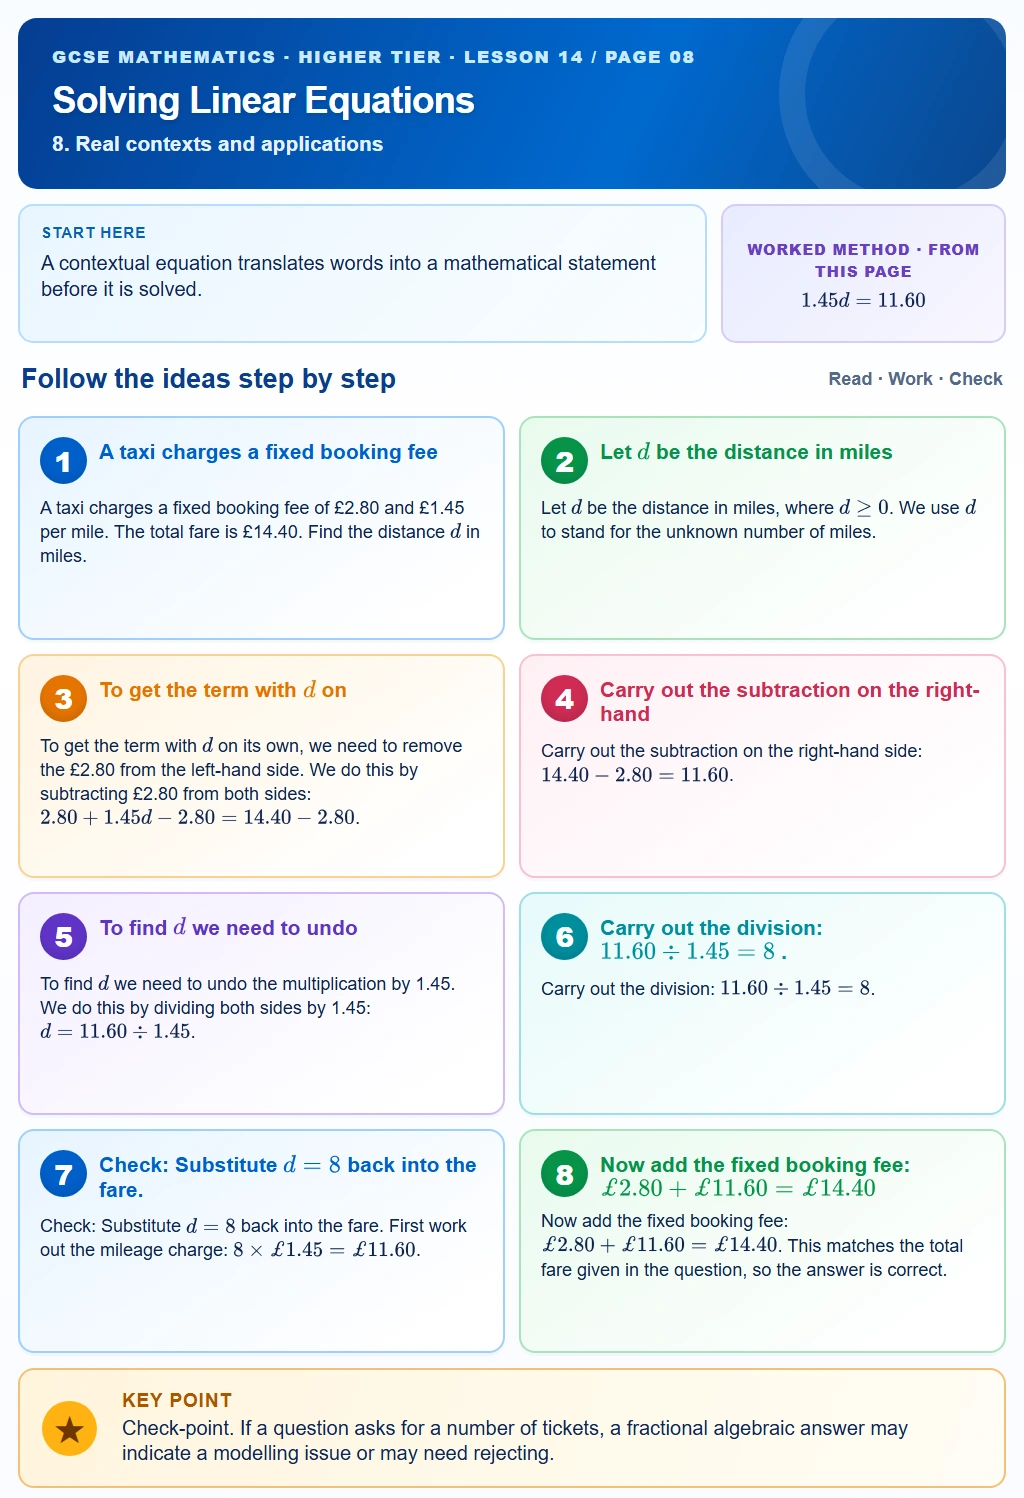 GCSE MATHEMATICS · HIGHER TIER · LESSON 14 / PAGE 08
Solving Linear Equations
8. Real contexts and applications
START HERE
A contextual equation translates words into a mathematical statement
before it is solved.
WORKED METHOD · FROM
THIS PAGE
1.45d = 11.60
Follow the ideas step by step
Read · Work · Check
1
A taxi charges a fixed booking fee
A taxi charges a fixed booking fee of £2.80 and £1.45
per mile. The total fare is £14.40. Find the distance d in
miles.
2
Let d be the distance in miles
Let d be the distance in miles, where d ≥ 0. We use d
to stand for the unknown number of miles.
3
To get the term with d on
To get the term with d on its own, we need to remove
the £2.80 from the left-hand side. We do this by
subtracting £2.80 from both sides:
2.80 + 1.45d − 2.80 = 14.40 − 2.80.
4
Carry out the subtraction on the right-
hand
Carry out the subtraction on the right-hand side:
14.40 − 2.80 = 11.60.
5
To find d we need to undo
To find d we need to undo the multiplication by 1.45.
We do this by dividing both sides by 1.45:
d = 11.60 ÷ 1.45.
6
Carry out the division:
11.60 ÷ 1.45 = 8 .
Carry out the division: 11.60 ÷ 1.45 = 8.
7
Check: Substitute d = 8 back into the
fare.
Check: Substitute d = 8 back into the fare. First work
out the mileage charge: 8 × £1.45 = £11.60.
8
Now add the fixed booking fee:
£2.80 + £11.60 = £14.40
Now add the fixed booking fee:
£2.80 + £11.60 = £14.40. This matches the total
fare given in the question, so the answer is correct.
KEY POINT
Check-point. If a question asks for a number of tickets, a fractional algebraic answer may
indicate a modelling issue or may need rejecting.